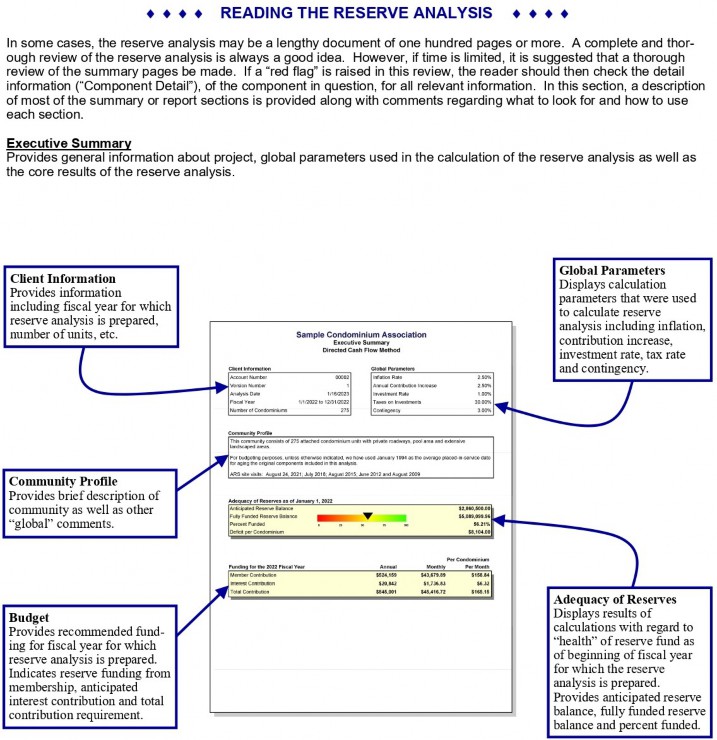 ♦ ♦ ♦ ♦ READING THE RESERVE ANALYSIS ♦ ♦ ♦ ♦
In some cases, the reserve analysis may be a lengthy document of one hundred pages or more. A complete and thor-
ough review of the reserve analysis is always a good idea. However, if time is limited, it is suggested that a thorough
review of the summary pages be made. If a “red flag” is raised in this review, the reader should then check the detail
information (“Component Detail”), of the component in question, for all relevant information. In this section, a description
of most of the summary or report sections is provided along with comments regarding what to look for and how to use
each section.
Executive Summary
Provides general information about project, global parameters used in the calculation of the reserve analysis as well as
the core results of the reserve analysis.
Client Information
Provides information
including fiscal year for which
reserve analysis is prepared,
number of units, etc.
Global Parameters
Displays calculation
parameters that were used
to calculate reserve
analysis including inflation,
contribution increase,
investment rate, tax rate
and contingency.
Sample Condominium Association
Executive Summary
Directed Cash Flow Method
Client Information
Account Number 00002
Version Number 1
Analysis Date 1/18/2023
Fiscal Year 1/1/2022 to 12/31/2022
Number of Condominiums 275
Global Parameters
Inflation Rate 2.50%
Annual Contribution Increase 2.50%
Investment Rate 1.00%
Taxes on Investments 30.00%
Contingency 3.00%
Community Profile
This community consists of 275 attached condominium units with private roadways, pool area and extensive
landscaped areas.
For budgeting purposes, unless otherwise indicated, we have used January 1994 as the average placed-in-service date
for aging the original components included in this analysis.
ARS site visits: August 24, 2021; July 2018; August 2015; June 2012 and August 2009
Adequacy of Reserves as of January 1, 2022
Anticipated Reserve Balance $2,860,500.00
Fully Funded Reserve Balance
Percent Funded 56.21%
Deficit per Condominium $8,104.00
Per Condominium
Funding for the 2022 Fiscal Year Annual Monthly Per Month
Member Contribution $524,159 $43,679.89 $158.84
Interest Contribution $1,736.83 $6.32
Total Contribution $545,001 $45,416.72 $165.15
Community Profile
Provides brief description of
community as well as other
“global” comments.
Budget
Provides recommended fund-
ing for fiscal year for which
reserve analysis is prepared.
Indicates reserve funding from
membership, anticipated
interest contribution and total
contribution requirement.
Adequacy of Reserves
Displays results of
calculations with regard to
“health” of reserve fund as
of beginning of fiscal year
for which the reserve
analysis is prepared.
Provides anticipated reserve
balance, fully funded reserve
balance and percent funded.